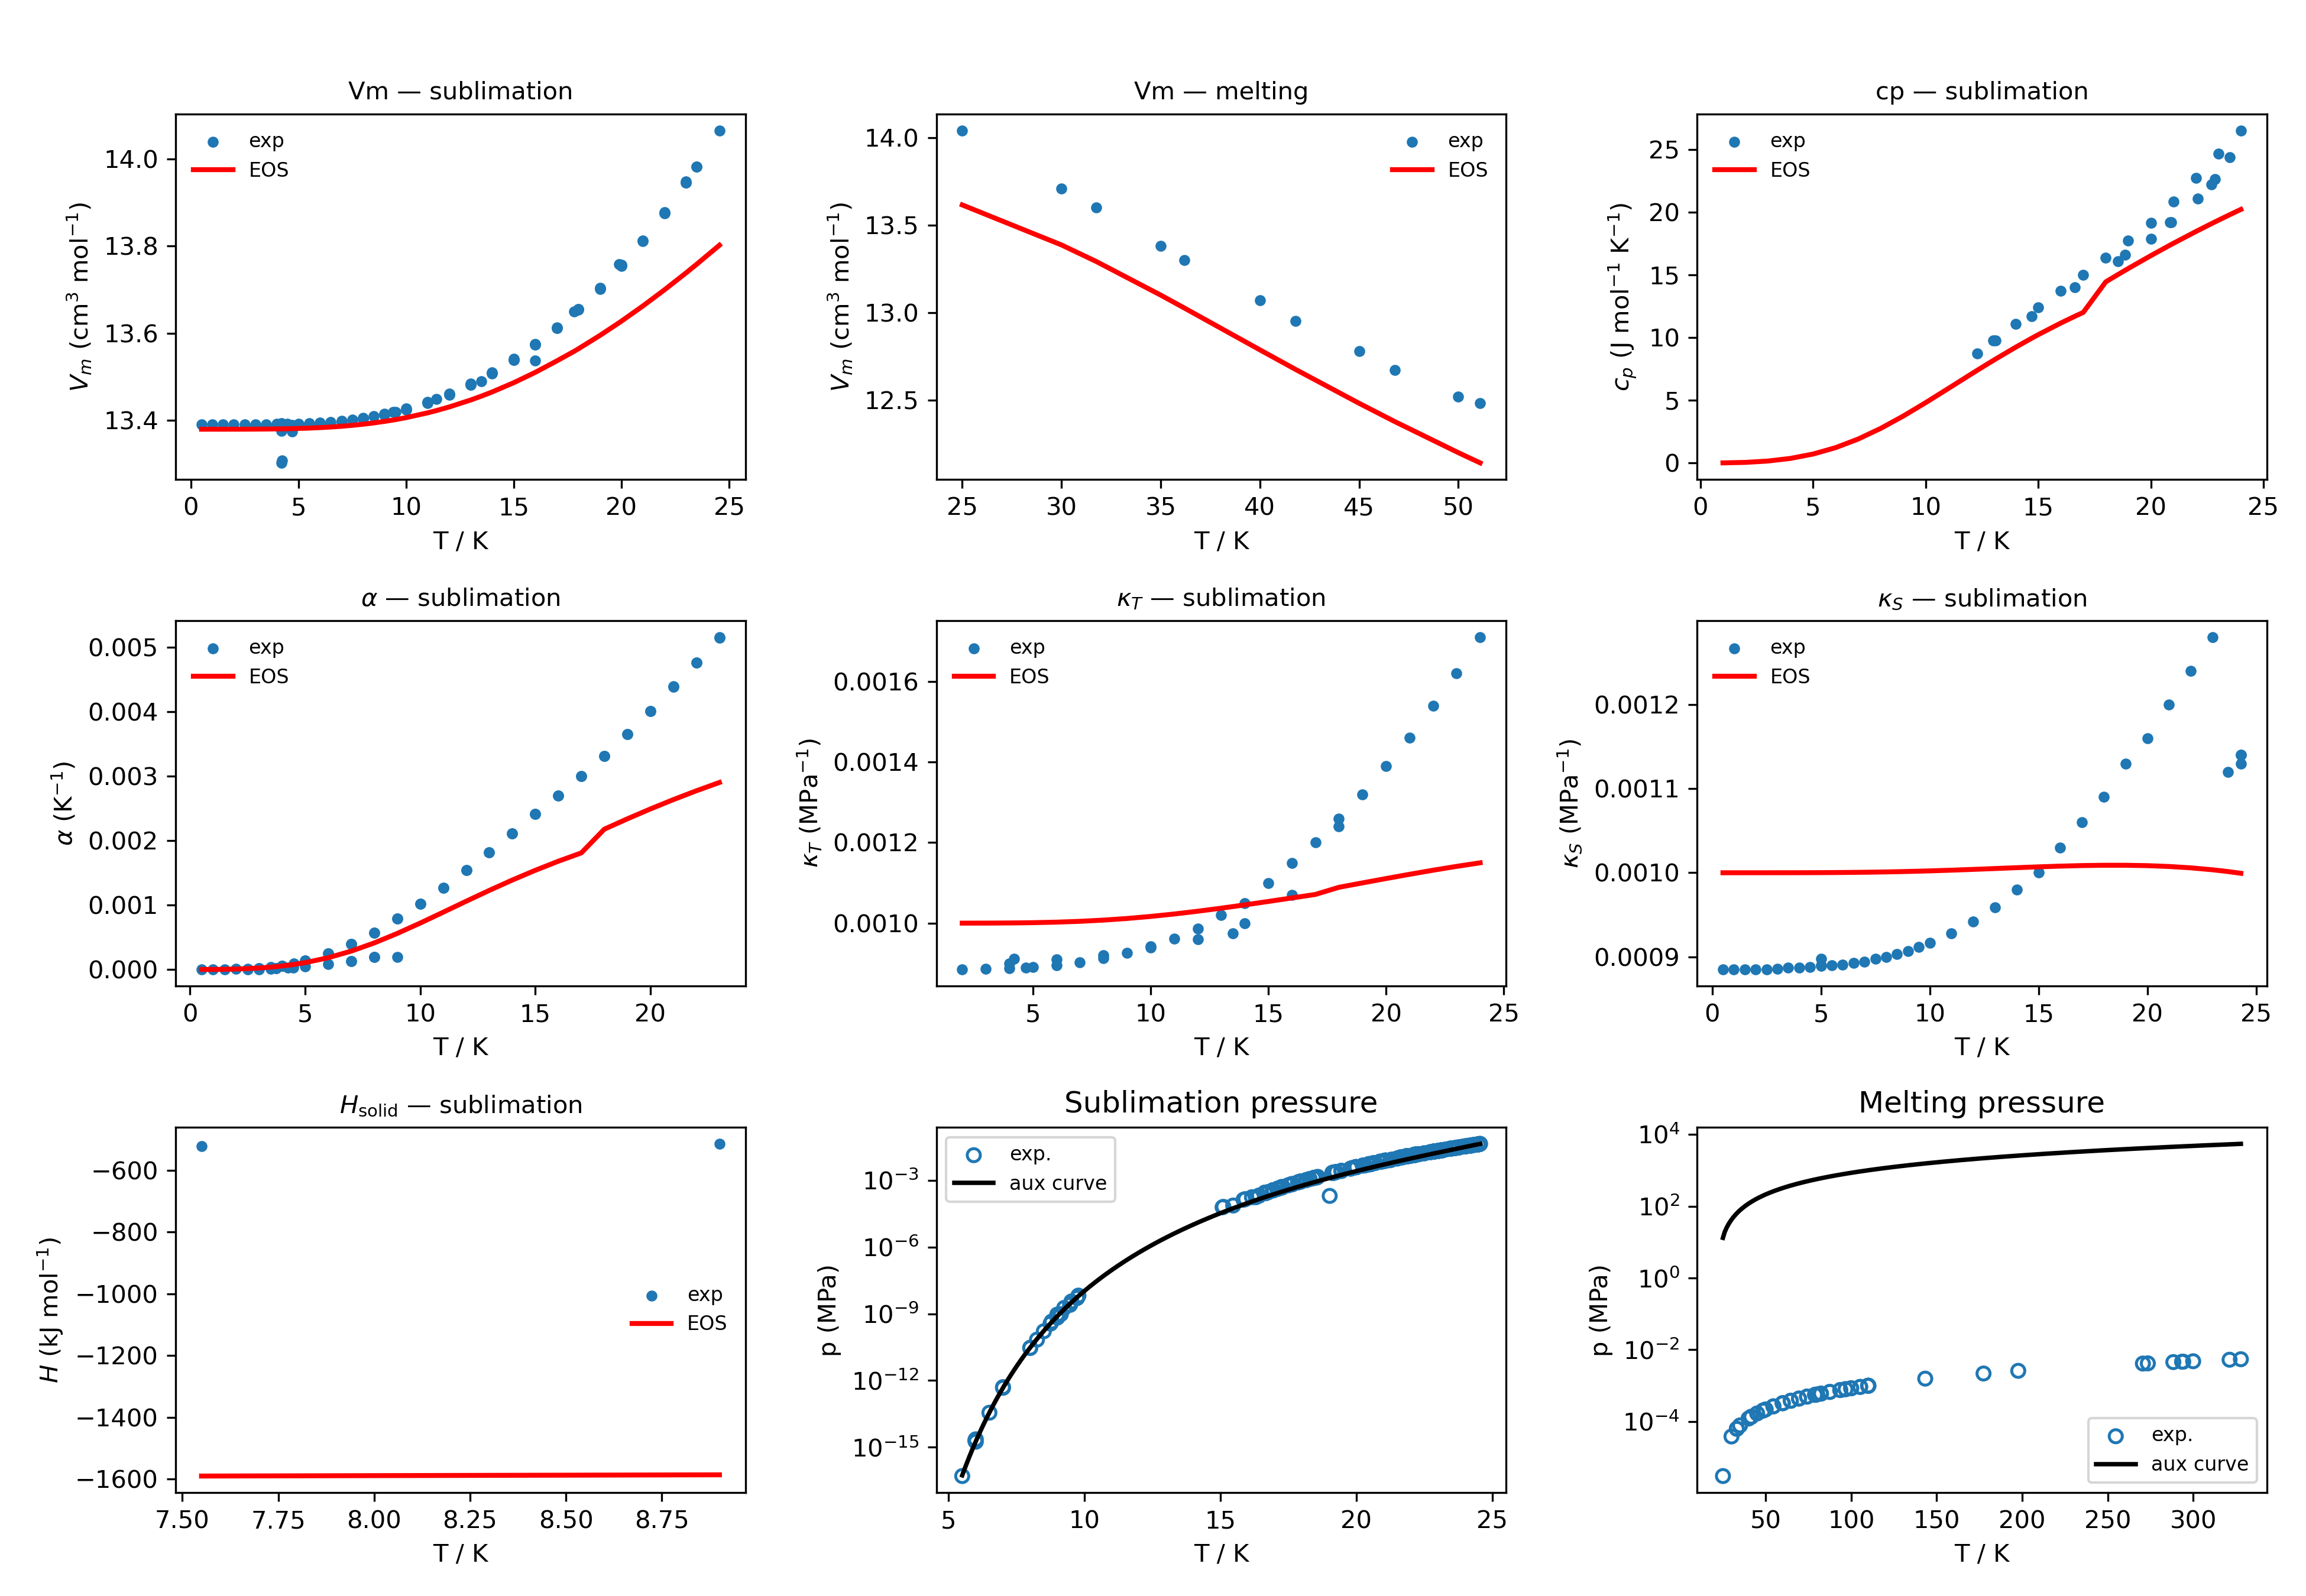 Vm — sublimation
exp
EOS
V_m (cm³ mol⁻¹)
14.0
13.8
13.6
13.4
0 5 10 15 20 25
T / K
Vm — melting
exp
EOS
V_m (cm³ mol⁻¹)
14.0
13.5
13.0
12.5
25 30 35 40 45 50
T / K
cp — sublimation
exp
EOS
c_p (J mol⁻¹ K⁻¹)
25
20
15
10
5
0
0 5 10 15 20 25
T / K
α — sublimation
exp
EOS
α (K⁻¹)
0.005
0.004
0.003
0.002
0.001
0.000
0 5 10 15 20
T / K
κ_T — sublimation
exp
EOS
κ_T (MPa⁻¹)
0.0016
0.0014
0.0012
0.0010
5 10 15 20 25
T / K
κ_S — sublimation
exp
EOS
κ_S (MPa⁻¹)
0.0012
0.0011
0.0010
0.0009
0 5 10 15 20 25
T / K
H_solid — sublimation
exp
EOS
H (kJ mol⁻¹)
−600
−800
−1000
−1200
−1400
−1600
7.50 7.75 8.00 8.25 8.50 8.75
T / K
Sublimation pressure
exp.
aux curve
p (MPa)
10⁻³
10⁻⁶
10⁻⁹
10⁻¹²
10⁻¹⁵
5 10 15 20 25
T / K
Melting pressure
exp.
aux curve
p (MPa)
10⁴
10²
10⁰
10⁻²
10⁻⁴
50 100 150 200 250 300
T / K